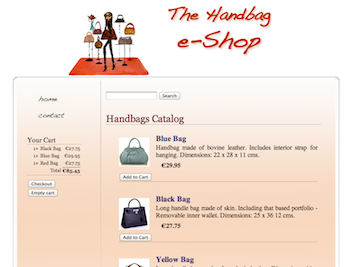 The Handbag
e-Shop
home
contact
Search
Handbags Catalog
Your Cart
1x Black Bag €27.75
1x Blue Bag €29.95
1x Red Bag €27.75
Total €85.45
Checkout
Empty cart
Blue Bag
Handbag made of bovine leather. Includes interior strap for
hanging. Dimensions: 22 x 28 x 11 cms.
€29.95
Add to Cart
Black Bag
Long handle bag made of skin. Including that based portfolio -
Removable inner wallet. Dimensions: 25 x 36 12 cms.
€27.75
Add to Cart
Yellow Bag